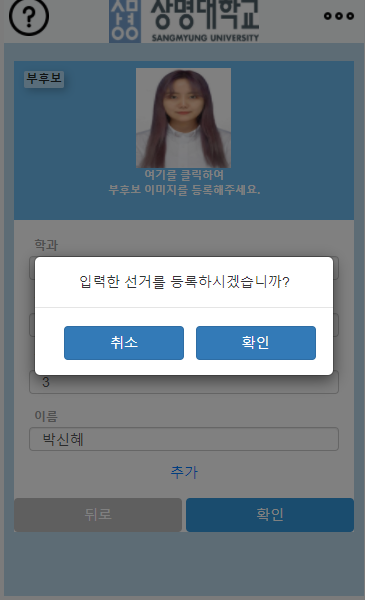 ?
상명
상명대학교
SANGMYUNG UNIVERSITY
부후보
여기를 클릭하여
부후보 이미지를 등록해주세요.
학과
입력한 선거를 등록하시겠습니까?
취소
확인
3
이름
박신혜
추가
뒤로
확인